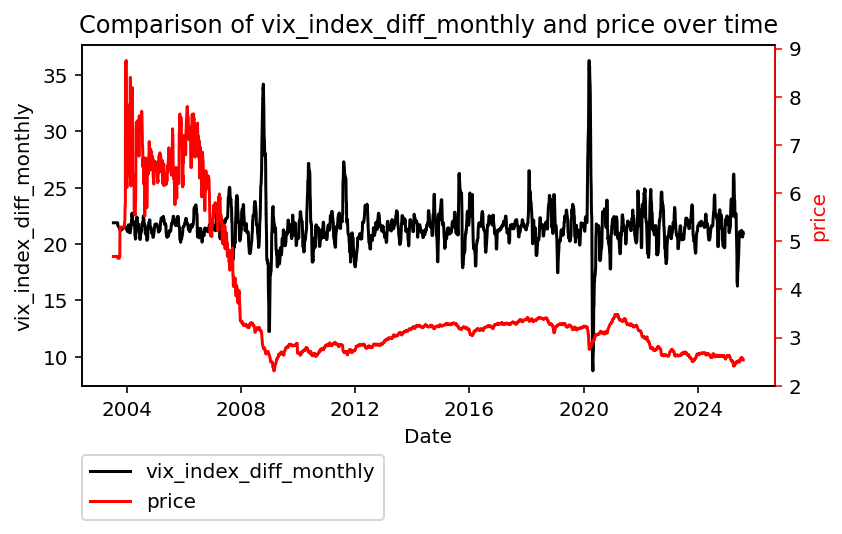 Comparison of vix_index_diff_monthly and price over time
vix_index_diff_monthly
35
30
25
20
15
10
9
8
7
6
5
4
3
2
price
2004 2008 2012 2016 2020 2024
Date
vix_index_diff_monthly
price